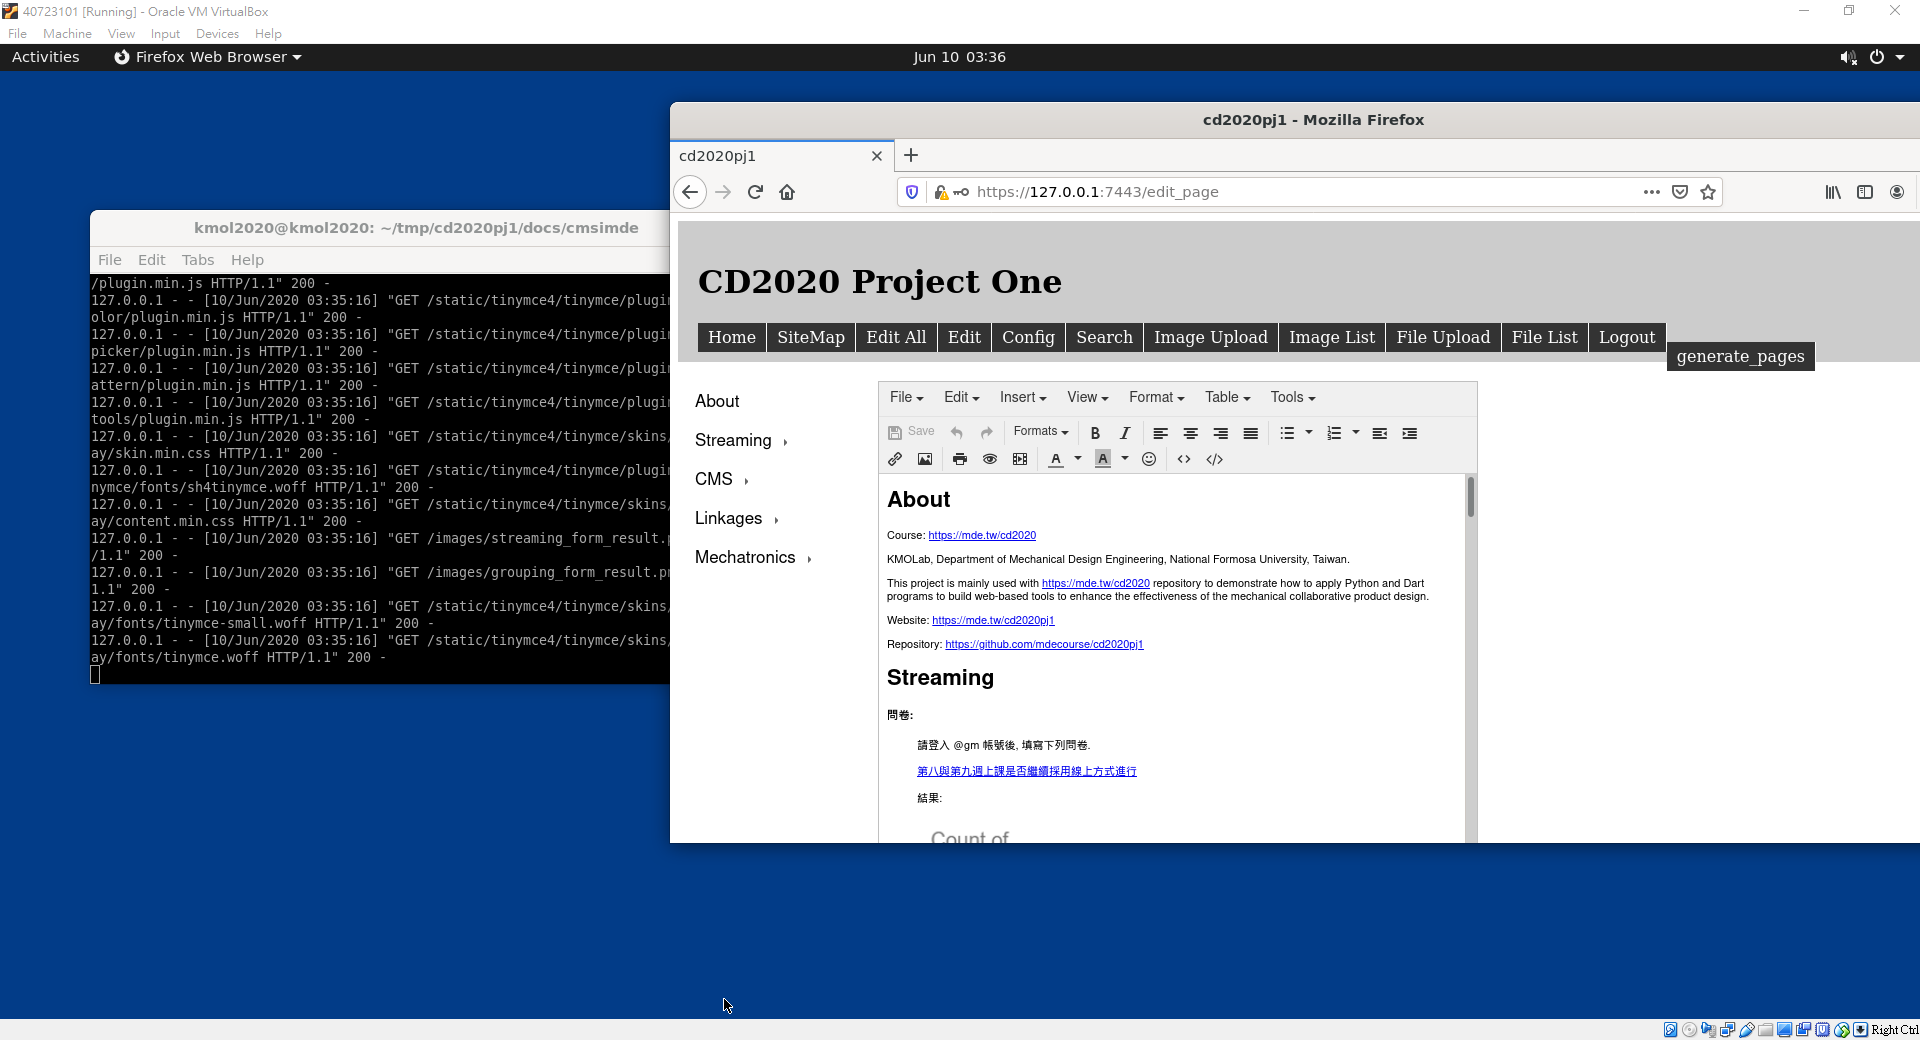 40723101 [Running] - Oracle VM VirtualBox
File Machine View Input Devices Help
Activities Firefox Web Browser Jun 10 03:36
kmol2020@kmol2020: ~/tmp/cd2020pj1/docs/cmsimde
File Edit Tabs Help
/plugin.min.js HTTP/1.1" 200 -
127.0.0.1 - - [10/Jun/2020 03:35:16] "GET /static/tinymce4/tinymce/plugin
olor/plugin.min.js HTTP/1.1" 200 -
127.0.0.1 - - [10/Jun/2020 03:35:16] "GET /static/tinymce4/tinymce/plugin
picker/plugin.min.js HTTP/1.1" 200 -
127.0.0.1 - - [10/Jun/2020 03:35:16] "GET /static/tinymce4/tinymce/plugin
attern/plugin.min.js HTTP/1.1" 200 -
127.0.0.1 - - [10/Jun/2020 03:35:16] "GET /static/tinymce4/tinymce/plugin
tools/plugin.min.js HTTP/1.1" 200 -
127.0.0.1 - - [10/Jun/2020 03:35:16] "GET /static/tinymce4/tinymce/skins/
ay/skin.min.css HTTP/1.1" 200 -
127.0.0.1 - - [10/Jun/2020 03:35:16] "GET /static/tinymce4/tinymce/plugin
nymce/fonts/sh4tinymce.woff HTTP/1.1" 200 -
127.0.0.1 - - [10/Jun/2020 03:35:16] "GET /static/tinymce4/tinymce/skins/
ay/content.min.css HTTP/1.1" 200 -
127.0.0.1 - - [10/Jun/2020 03:35:16] "GET /images/streaming_form_result.p
/1.1" 200 -
127.0.0.1 - - [10/Jun/2020 03:35:16] "GET /images/grouping_form_result.pn
1.1" 200 -
127.0.0.1 - - [10/Jun/2020 03:35:16] "GET /static/tinymce4/tinymce/skins/
ay/fonts/tinymce-small.woff HTTP/1.1" 200 -
127.0.0.1 - - [10/Jun/2020 03:35:16] "GET /static/tinymce4/tinymce/skins/
ay/fonts/tinymce.woff HTTP/1.1" 200 -
cd2020pj1 - Mozilla Firefox
cd2020pj1
https://127.0.0.1:7443/edit_page
CD2020 Project One
Home SiteMap Edit All Edit Config Search Image Upload Image List File Upload File List Logout
generate_pages
About
Streaming
CMS
Linkages
Mechatronics
File Edit Insert View Format Table Tools
Save Formats B I
A A
About
Course: https://mde.tw/cd2020
KMOLab, Department of Mechanical Design Engineering, National Formosa University, Taiwan.
This project is mainly used with https://mde.tw/cd2020 repository to demonstrate how to apply Python and Dart
programs to build web-based tools to enhance the effectiveness of the mechanical collaborative product design.
Website: https://mde.tw/cd2020pj1
Repository: https://github.com/mdecourse/cd2020pj1
Streaming
問卷:
請登入 @gm 帳號後, 填寫下列問卷.
第八與第九週上課是否繼續採用線上方式進行
結果:
Count of
Right Ctrl